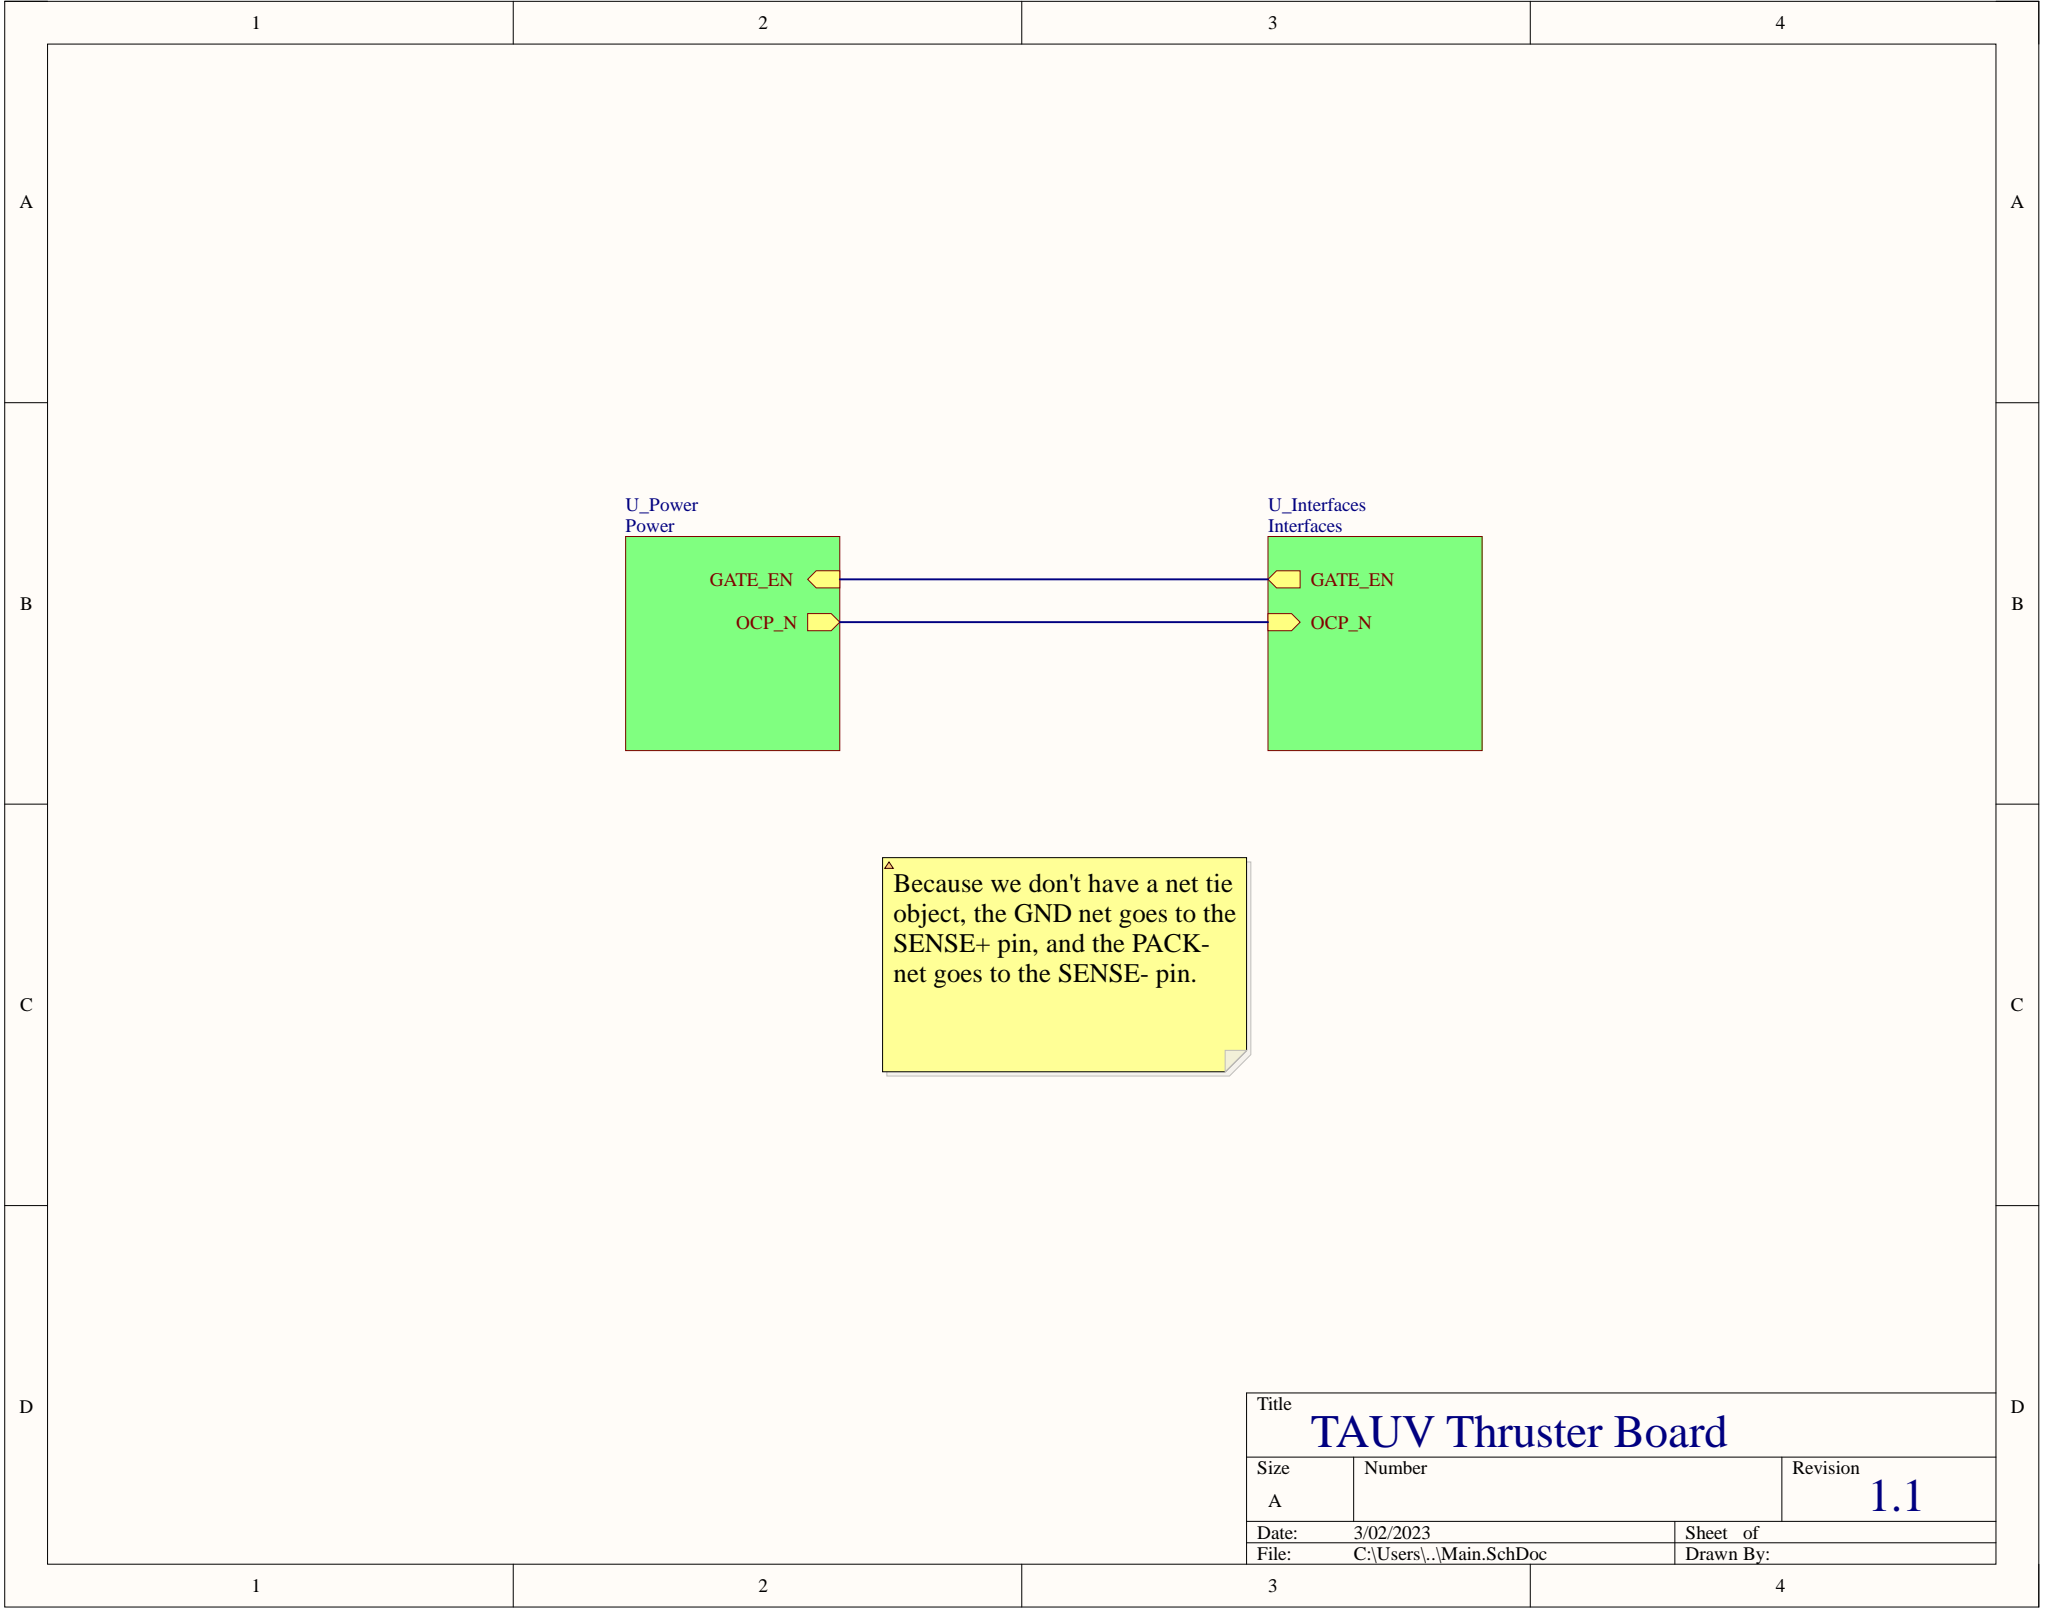 1 2 3 4
A A
U_Power U_Interfaces
Power Interfaces
GATE_EN GATE_EN
B B
OCP_N OCP_N
Because we don't have a net tie
object, the GND net goes to the
SENSE+ pin, and the PACK-
net goes to the SENSE- pin.
C C
Title
D D
TAUV Thruster Board
Size Number Revision
A 1.1
Date: 3/02/2023 Sheet of
File: C:\Users\..\Main.SchDoc Drawn By:
1 2 3 4